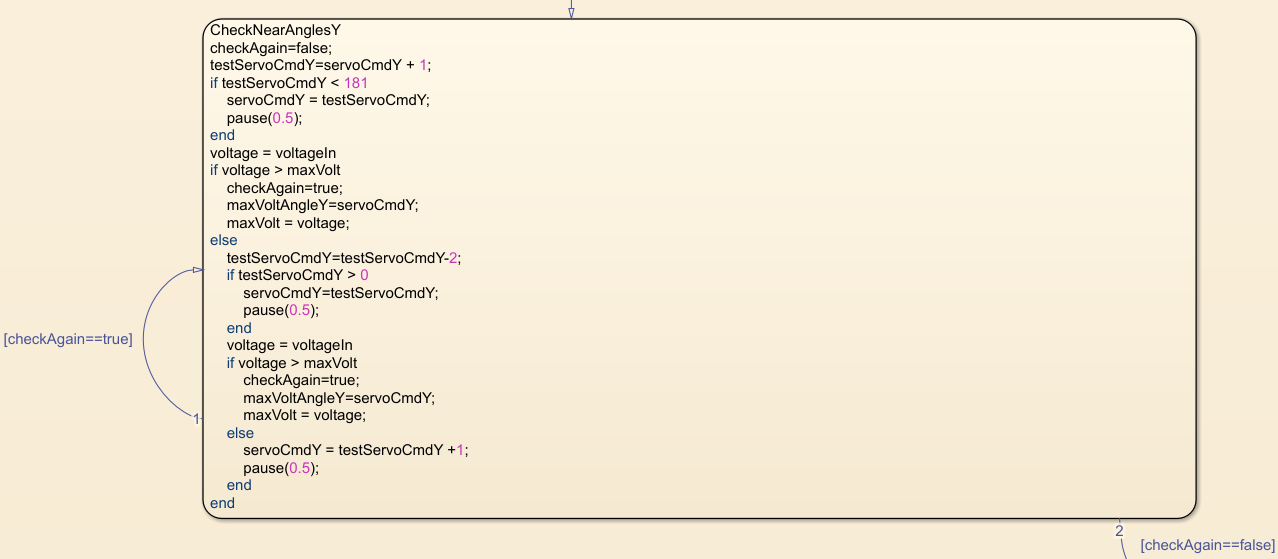 CheckNearAnglesY
checkAgain=false;
testServoCmdY=servoCmdY + 1;
if testServoCmdY < 181
servoCmdY = testServoCmdY;
pause(0.5);
end
voltage = voltageIn
if voltage > maxVolt
checkAgain=true;
maxVoltAngleY=servoCmdY;
maxVolt = voltage;
else
testServoCmdY=testServoCmdY-2;
if testServoCmdY > 0
servoCmdY=testServoCmdY;
pause(0.5);
end
voltage = voltageIn
if voltage > maxVolt
checkAgain=true;
maxVoltAngleY=servoCmdY;
maxVolt = voltage;
else
servoCmdY = testServoCmdY +1;
pause(0.5);
end
end
[checkAgain==true]
1
2
[checkAgain==false]